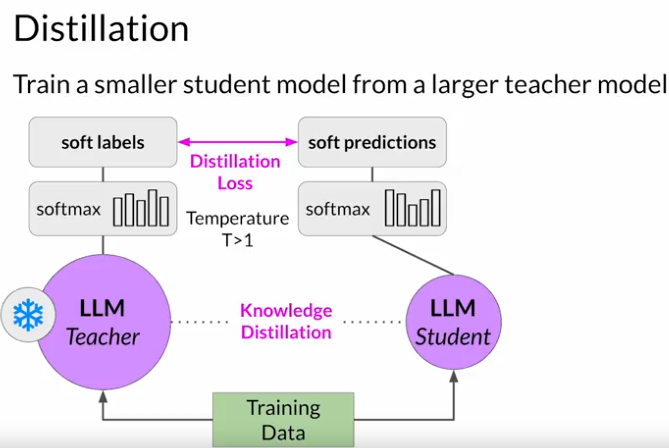 Distillation
Train a smaller student model from a larger teacher model
soft labels
soft predictions
Distillation
Loss
softmax
Temperature
T>1
softmax
LLM
Teacher
Knowledge
Distillation
LLM
Student
Training
Data